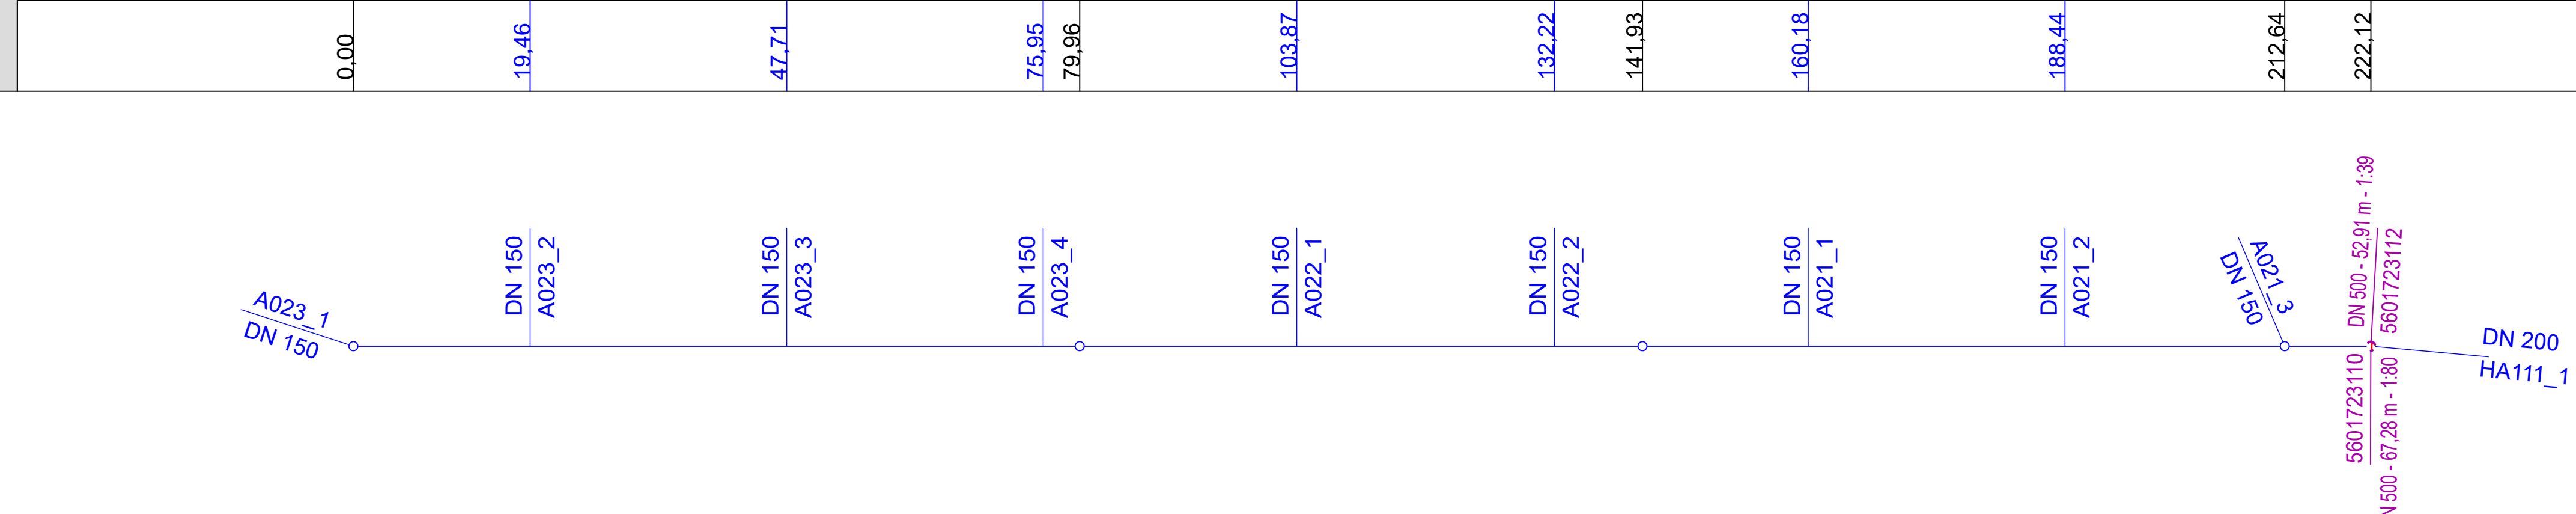 0,00
19,46
47,71
75,95
79,96
103,87
132,22
141,93
160,18
188,44
212,64
222,12
A023_1
DN 150
DN 150
A023_2
DN 150
A023_3
DN 150
A023_4
DN 150
A022_1
DN 150
A022_2
DN 150
A021_1
DN 150
A021_2
A021_3
DN 150
DN 500 - 52,91 m - 1:39
5601723112
5601723110
N 500 - 67,28 m - 1:80
DN 200
HA111_1